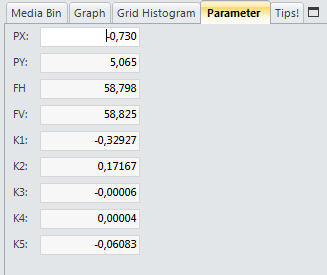 Media Bin Graph Grid Histogram Parameter Tips!
PX: -0,730
PY: 5,065
FH 58,798
FV: 58,825
K1: -0,32927
K2: 0,17167
K3: -0,00006
K4: 0,00004
K5: -0,06083